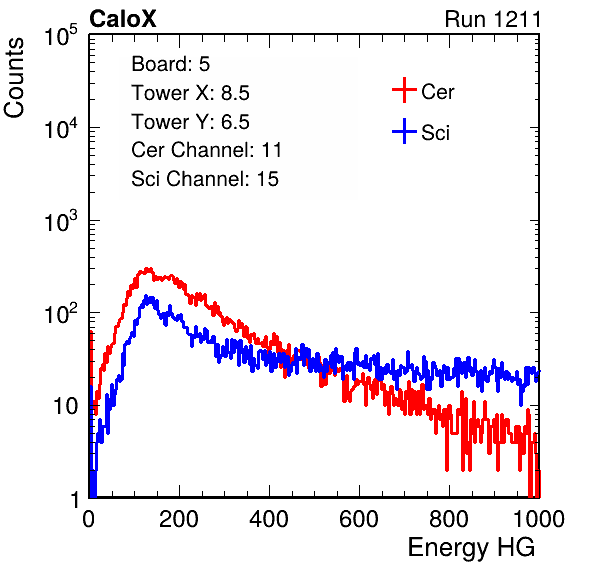 CaloX Run 1211
Counts
10^5
10^4
10^3
10^2
10
1
Board: 5
Tower X: 8.5
Tower Y: 6.5
Cer Channel: 11
Sci Channel: 15
Cer
Sci
0 200 400 600 800 1000
Energy HG